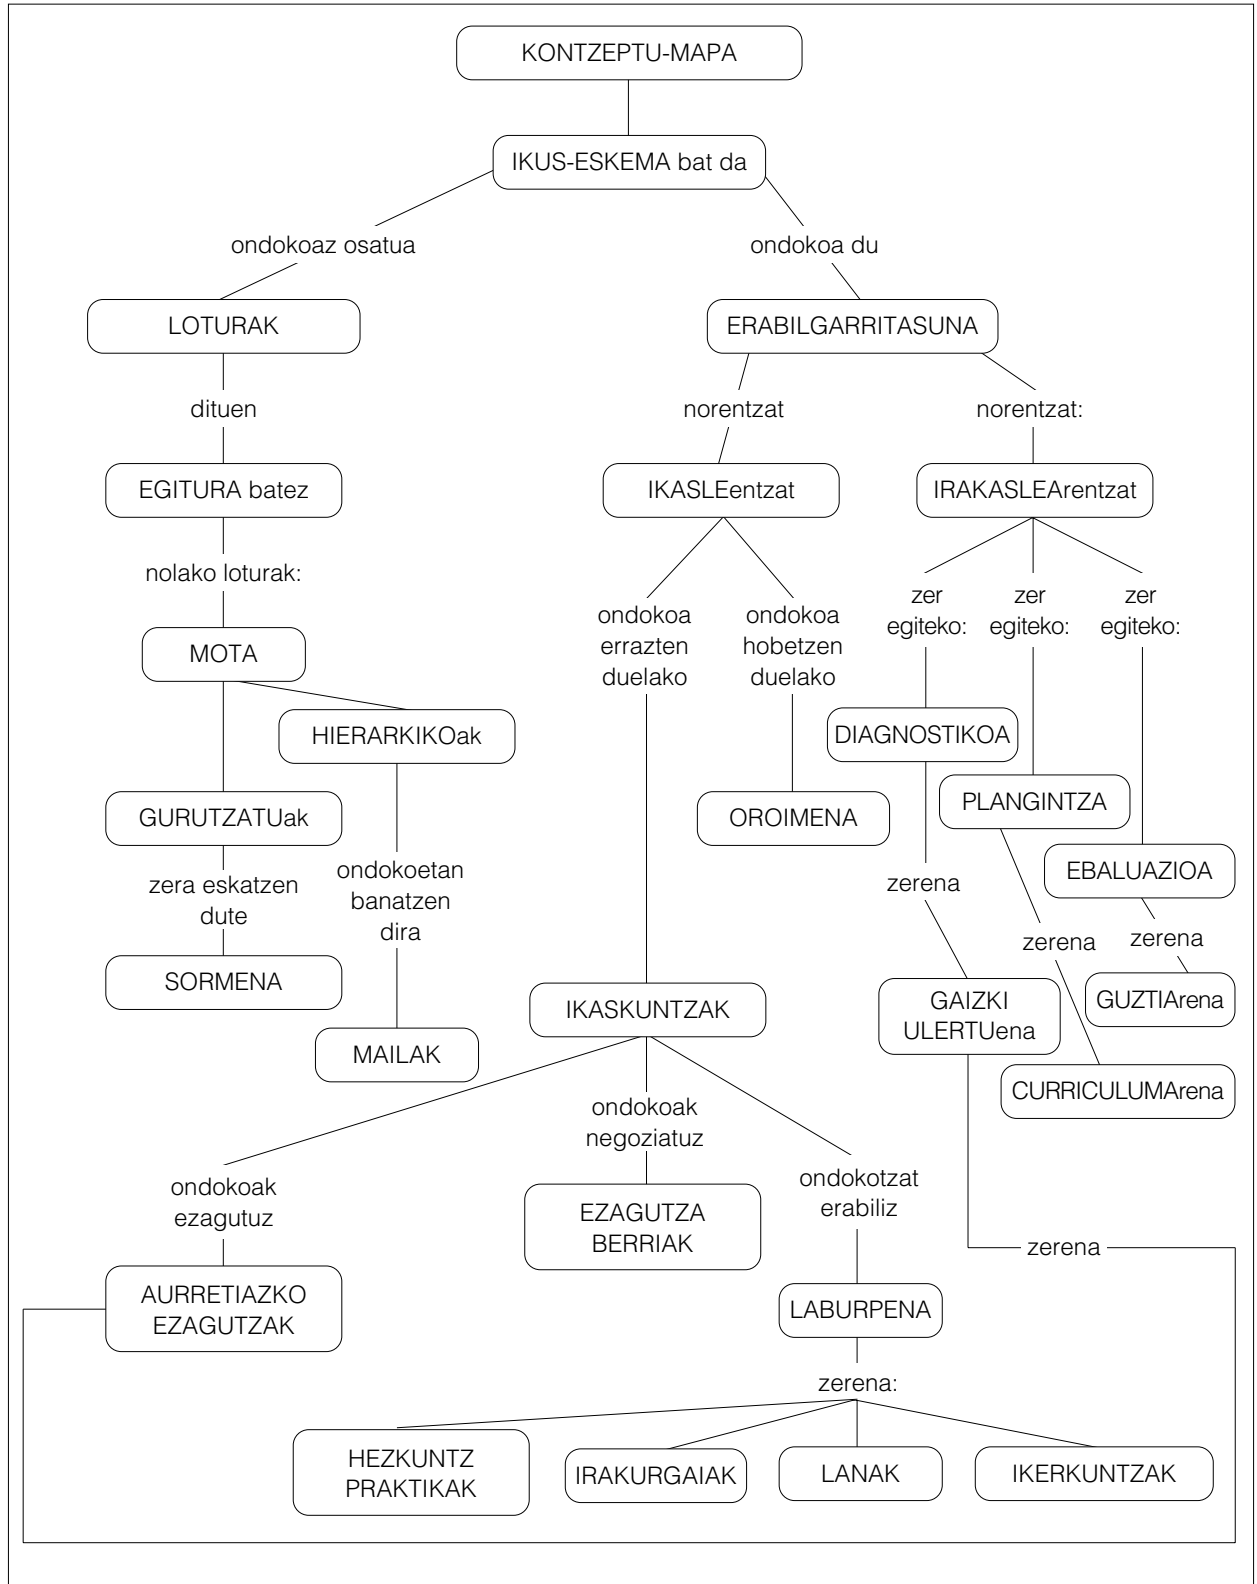 KONTZEPTU-MAPA
IKUS-ESKEMA bat da
ondokoaz osatua
ondokoa du
LOTURAK
ERABILGARRITASUNA
dituen
norentzat
norentzat:
EGITURA batez
IKASLEentzat
IRAKASLEArentzat
nolako loturak:
ondokoa
errazten
duelako
ondokoa
hobetzen
duelako
zer
egiteko:
zer
egiteko:
zer
egiteko:
MOTA
HIERARKIKOak
DIAGNOSTIKOA
GURUTZATUak
OROIMENA
PLANGINTZA
EBALUAZIOA
zera eskatzen
dute
ondokoetan
banatzen
dira
zerena
zerena
zerena
SORMENA
IKASKUNTZAK
GAIZKI
ULERTUena
GUZTIArena
MAILAK
CURRICULUMArena
ondokoak
negoziatuz
ondokoak
ezagutuz
ondokotzat
erabiliz
EZAGUTZA
BERRIAK
zerena
AURRETIAZKO
EZAGUTZAK
LABURPENA
zerena:
HEZKUNTZ
PRAKTIKAK
IRAKURGAIAK
LANAK
IKERKUNTZAK